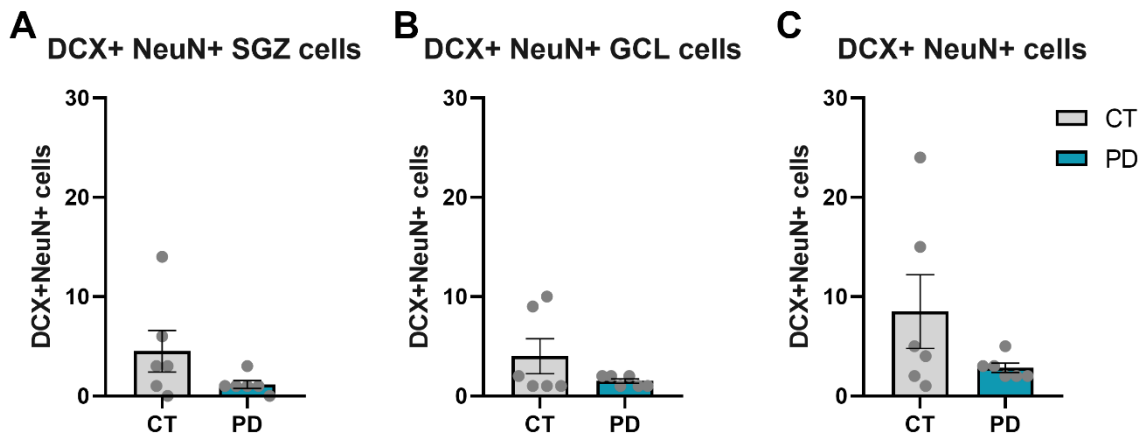 A
DCX+ NeuN+ SGZ cells
DCX+NeuN+ cells
30
20
10
0
CT
PD
B
DCX+ NeuN+ GCL cells
DCX+NeuN+ cells
30
20
10
0
CT
PD
C
DCX+ NeuN+ cells
DCX+NeuN+ cells
30
20
10
0
CT
PD
CT
PD